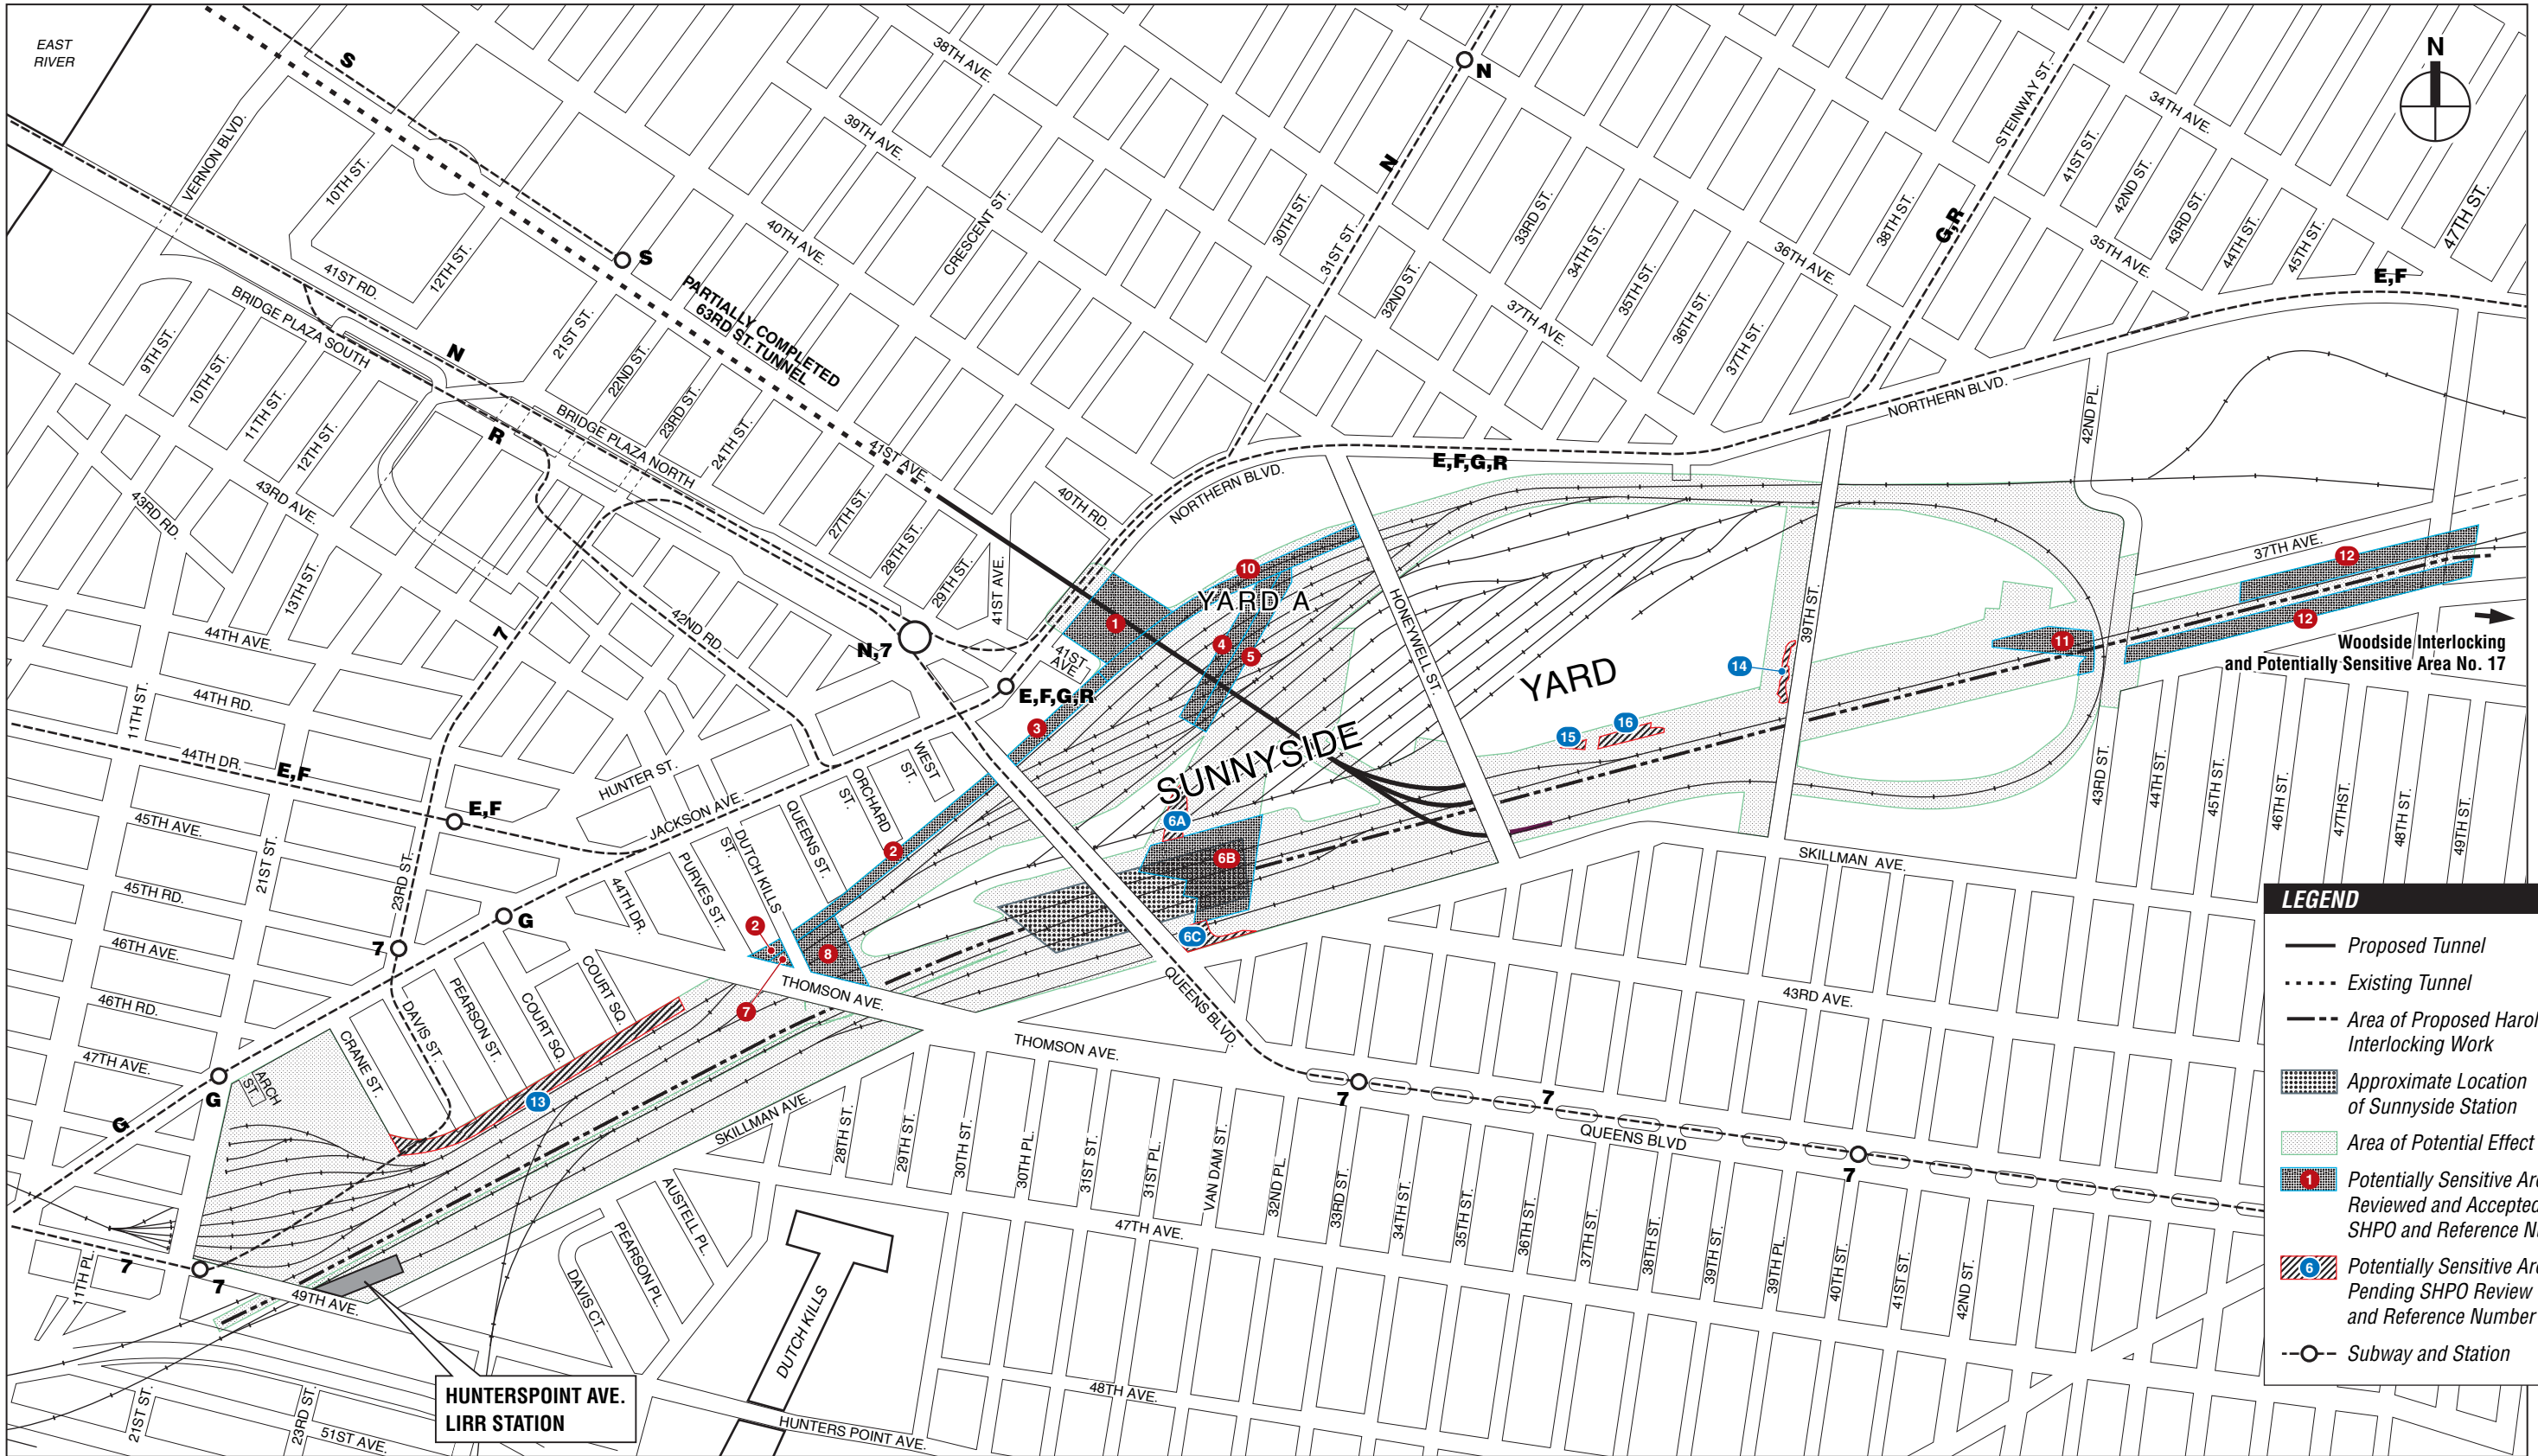 EAST
RIVER
VERNON BLVD.
10TH ST.
12TH ST.
41ST RD.
S
S
38TH AVE.
39TH AVE.
40TH AVE.
CRESCENT ST.
PARTIALLY COMPLETED
63RD ST. TUNNEL
N
N
30TH ST.
31ST ST.
32ND ST.
33RD ST.
34TH ST.
35TH ST.
36TH ST.
37TH ST.
38TH ST.
36TH AVE.
37TH AVE.
STEINWAY ST.
G,R
34TH AVE.
35TH AVE.
41ST ST.
42ND ST.
43RD ST.
44TH ST.
45TH ST.
47TH ST.
N
E,F
BRIDGE PLAZA SOUTH
9TH ST.
10TH ST.
11TH ST.
12TH ST.
13TH ST.
43RD AVE.
43RD RD.
N
R
21ST ST.
22ND ST.
23RD ST.
24TH ST.
BRIDGE PLAZA NORTH
41ST AVE.
27TH ST.
28TH ST.
29TH ST.
41ST AVE.
40TH RD.
NORTHERN BLVD.
E,F,G,R
NORTHERN BLVD.
42ND PL.
37TH AVE.
39TH ST.
HONEYWELL ST.
10
YARD A
1
4
5
3
12
12
11
Woodside Interlocking
and Potentially Sensitive Area No. 17
14
15
16
SUNNYSIDE
YARD
N,7
41ST
AVE
E,F,G,R
42ND RD.
7
44TH AVE.
44TH RD.
11TH ST.
44TH DR.
E,F
E,F
45TH AVE.
21ST ST.
45TH RD.
46TH AVE.
46TH RD.
47TH AVE.
23RD ST.
7
HUNTER ST.
JACKSON AVE.
WEST
ST.
ORCHARD
ST.
QUEENS ST.
DUTCH KILLS
ST.
PURVES ST.
44TH DR.
G
2
2
7
8
6A
6B
6C
THOMSON AVE.
THOMSON AVE.
QUEENS BLVD.
SKILLMAN AVE.
43RD ST.
44TH ST.
45TH ST.
46TH ST.
47THST.
48TH ST.
49TH ST.
COURT SQ.
COURT SQ.
PEARSON ST.
DAVIS ST.
CRANE ST.
ARCH
ST.
G
G
13
SKILLMAN AVE.
28TH ST.
29TH ST.
30TH ST.
30TH PL.
31ST ST.
31ST PL.
VAN DAM ST.
32ND PL.
33RD ST.
34TH ST.
35TH ST.
36TH ST.
37TH ST.
38TH ST.
39TH ST.
39TH PL.
40TH ST.
41ST ST.
42ND ST.
43RD AVE.
7
7
QUEENS BLVD
7
47TH AVE.
48TH AVE.
AUSTELL PL.
PEARSON PL.
DAVIS CT.
DUTCH KILLS
HUNTERS POINT AVE.
7
7
11TH PL.
49TH AVE.
21ST ST.
23RD ST.
51ST AVE.
HUNTERSPOINT AVE.
LIRR STATION
LEGEND
Proposed Tunnel
Existing Tunnel
Area of Proposed Harol
Interlocking Work
Approximate Location
of Sunnyside Station
Area of Potential Effect
1
Potentially Sensitive Are
Reviewed and Accepted
SHPO and Reference Nu
6
Potentially Sensitive Are
Pending SHPO Review
and Reference Number
Subway and Station